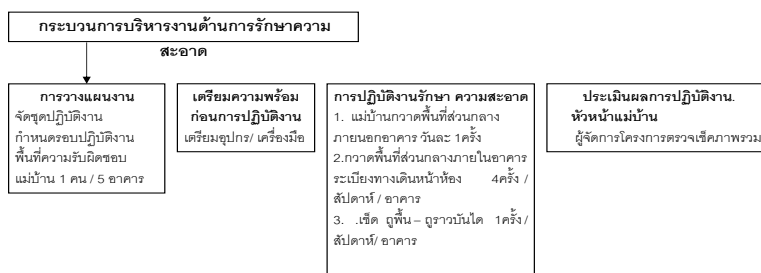 กระบวนการบริหารงานด้านการรักษาความ
สะอาด
การวางแผนงาน
จัดชุดปฏิบัติงาน
กำหนดรอบปฏิบัติงาน
พื้นที่ความรับผิดชอบ
แม่บ้าน 1 คน / 5 อาคาร
เตรียมความพร้อม
ก่อนการปฏิบัติงาน
เตรียมอุปกร/ เครื่องมือ
การปฏิบัติงานรักษา ความสะอาด
1. แม่บ้านกวาดพื้นที่ส่วนกลาง
ภายนอกอาคาร วันละ 1ครั้ง
2.กวาดพื้นที่ส่วนกลางภายในอาคาร
ระเบียงทางเดินหน้าห้อง 4ครั้ง /
สัปดาห์ / อาคาร
3. .เช็ด ถูพื้น – ถูราวบันได 1ครั้ง/
สัปดาห์/ อาคาร
ประเมินผลการปฏิบัติงาน.
หัวหน้าแม่บ้าน
ผู้จัดการโครงการตรวจเช็คภาพรวม